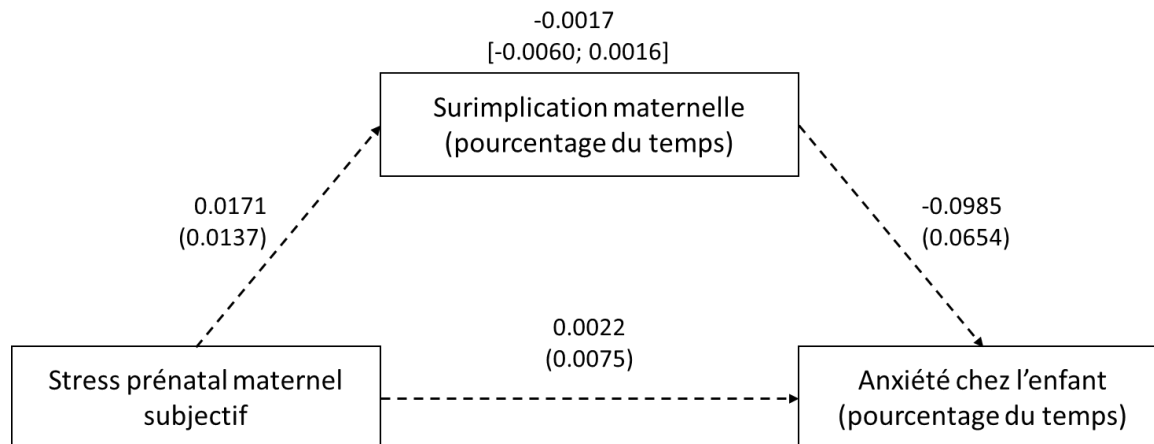 -0.0017
[-0.0060; 0.0016]
Surimplication maternelle
(pourcentage du temps)
0.0171
(0.0137)
-0.0985
(0.0654)
0.0022
(0.0075)
Stress prénatal maternel
subjectif
Anxiété chez l’enfant
(pourcentage du temps)